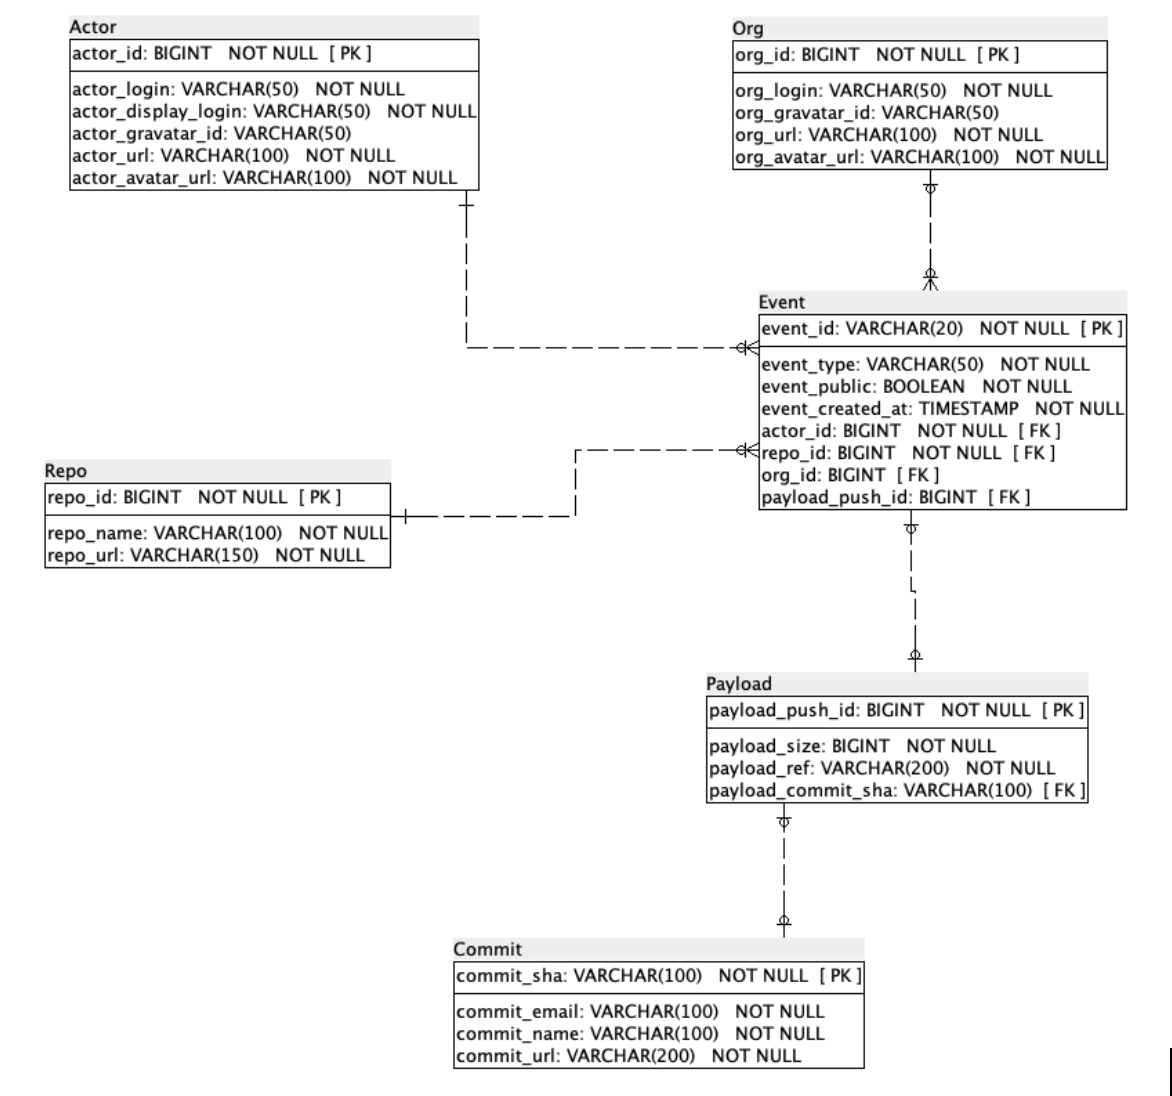 Actor
actor_id: BIGINT NOT NULL [ PK ]
actor_login: VARCHAR(50) NOT NULL
actor_display_login: VARCHAR(50) NOT NULL
actor_gravatar_id: VARCHAR(50)
actor_url: VARCHAR(100) NOT NULL
actor_avatar_url: VARCHAR(100) NOT NULL
Org
org_id: BIGINT NOT NULL [ PK ]
org_login: VARCHAR(50) NOT NULL
org_gravatar_id: VARCHAR(50)
org_url: VARCHAR(100) NOT NULL
org_avatar_url: VARCHAR(100) NOT NULL
Event
event_id: VARCHAR(20) NOT NULL [ PK ]
event_type: VARCHAR(50) NOT NULL
event_public: BOOLEAN NOT NULL
event_created_at: TIMESTAMP NOT NULL
actor_id: BIGINT NOT NULL [ FK ]
repo_id: BIGINT NOT NULL [ FK ]
org_id: BIGINT [ FK ]
payload_push_id: BIGINT [ FK ]
Repo
repo_id: BIGINT NOT NULL [ PK ]
repo_name: VARCHAR(100) NOT NULL
repo_url: VARCHAR(150) NOT NULL
Payload
payload_push_id: BIGINT NOT NULL [ PK ]
payload_size: BIGINT NOT NULL
payload_ref: VARCHAR(200) NOT NULL
payload_commit_sha: VARCHAR(100) [ FK ]
Commit
commit_sha: VARCHAR(100) NOT NULL [ PK ]
commit_email: VARCHAR(100) NOT NULL
commit_name: VARCHAR(100) NOT NULL
commit_url: VARCHAR(200) NOT NULL